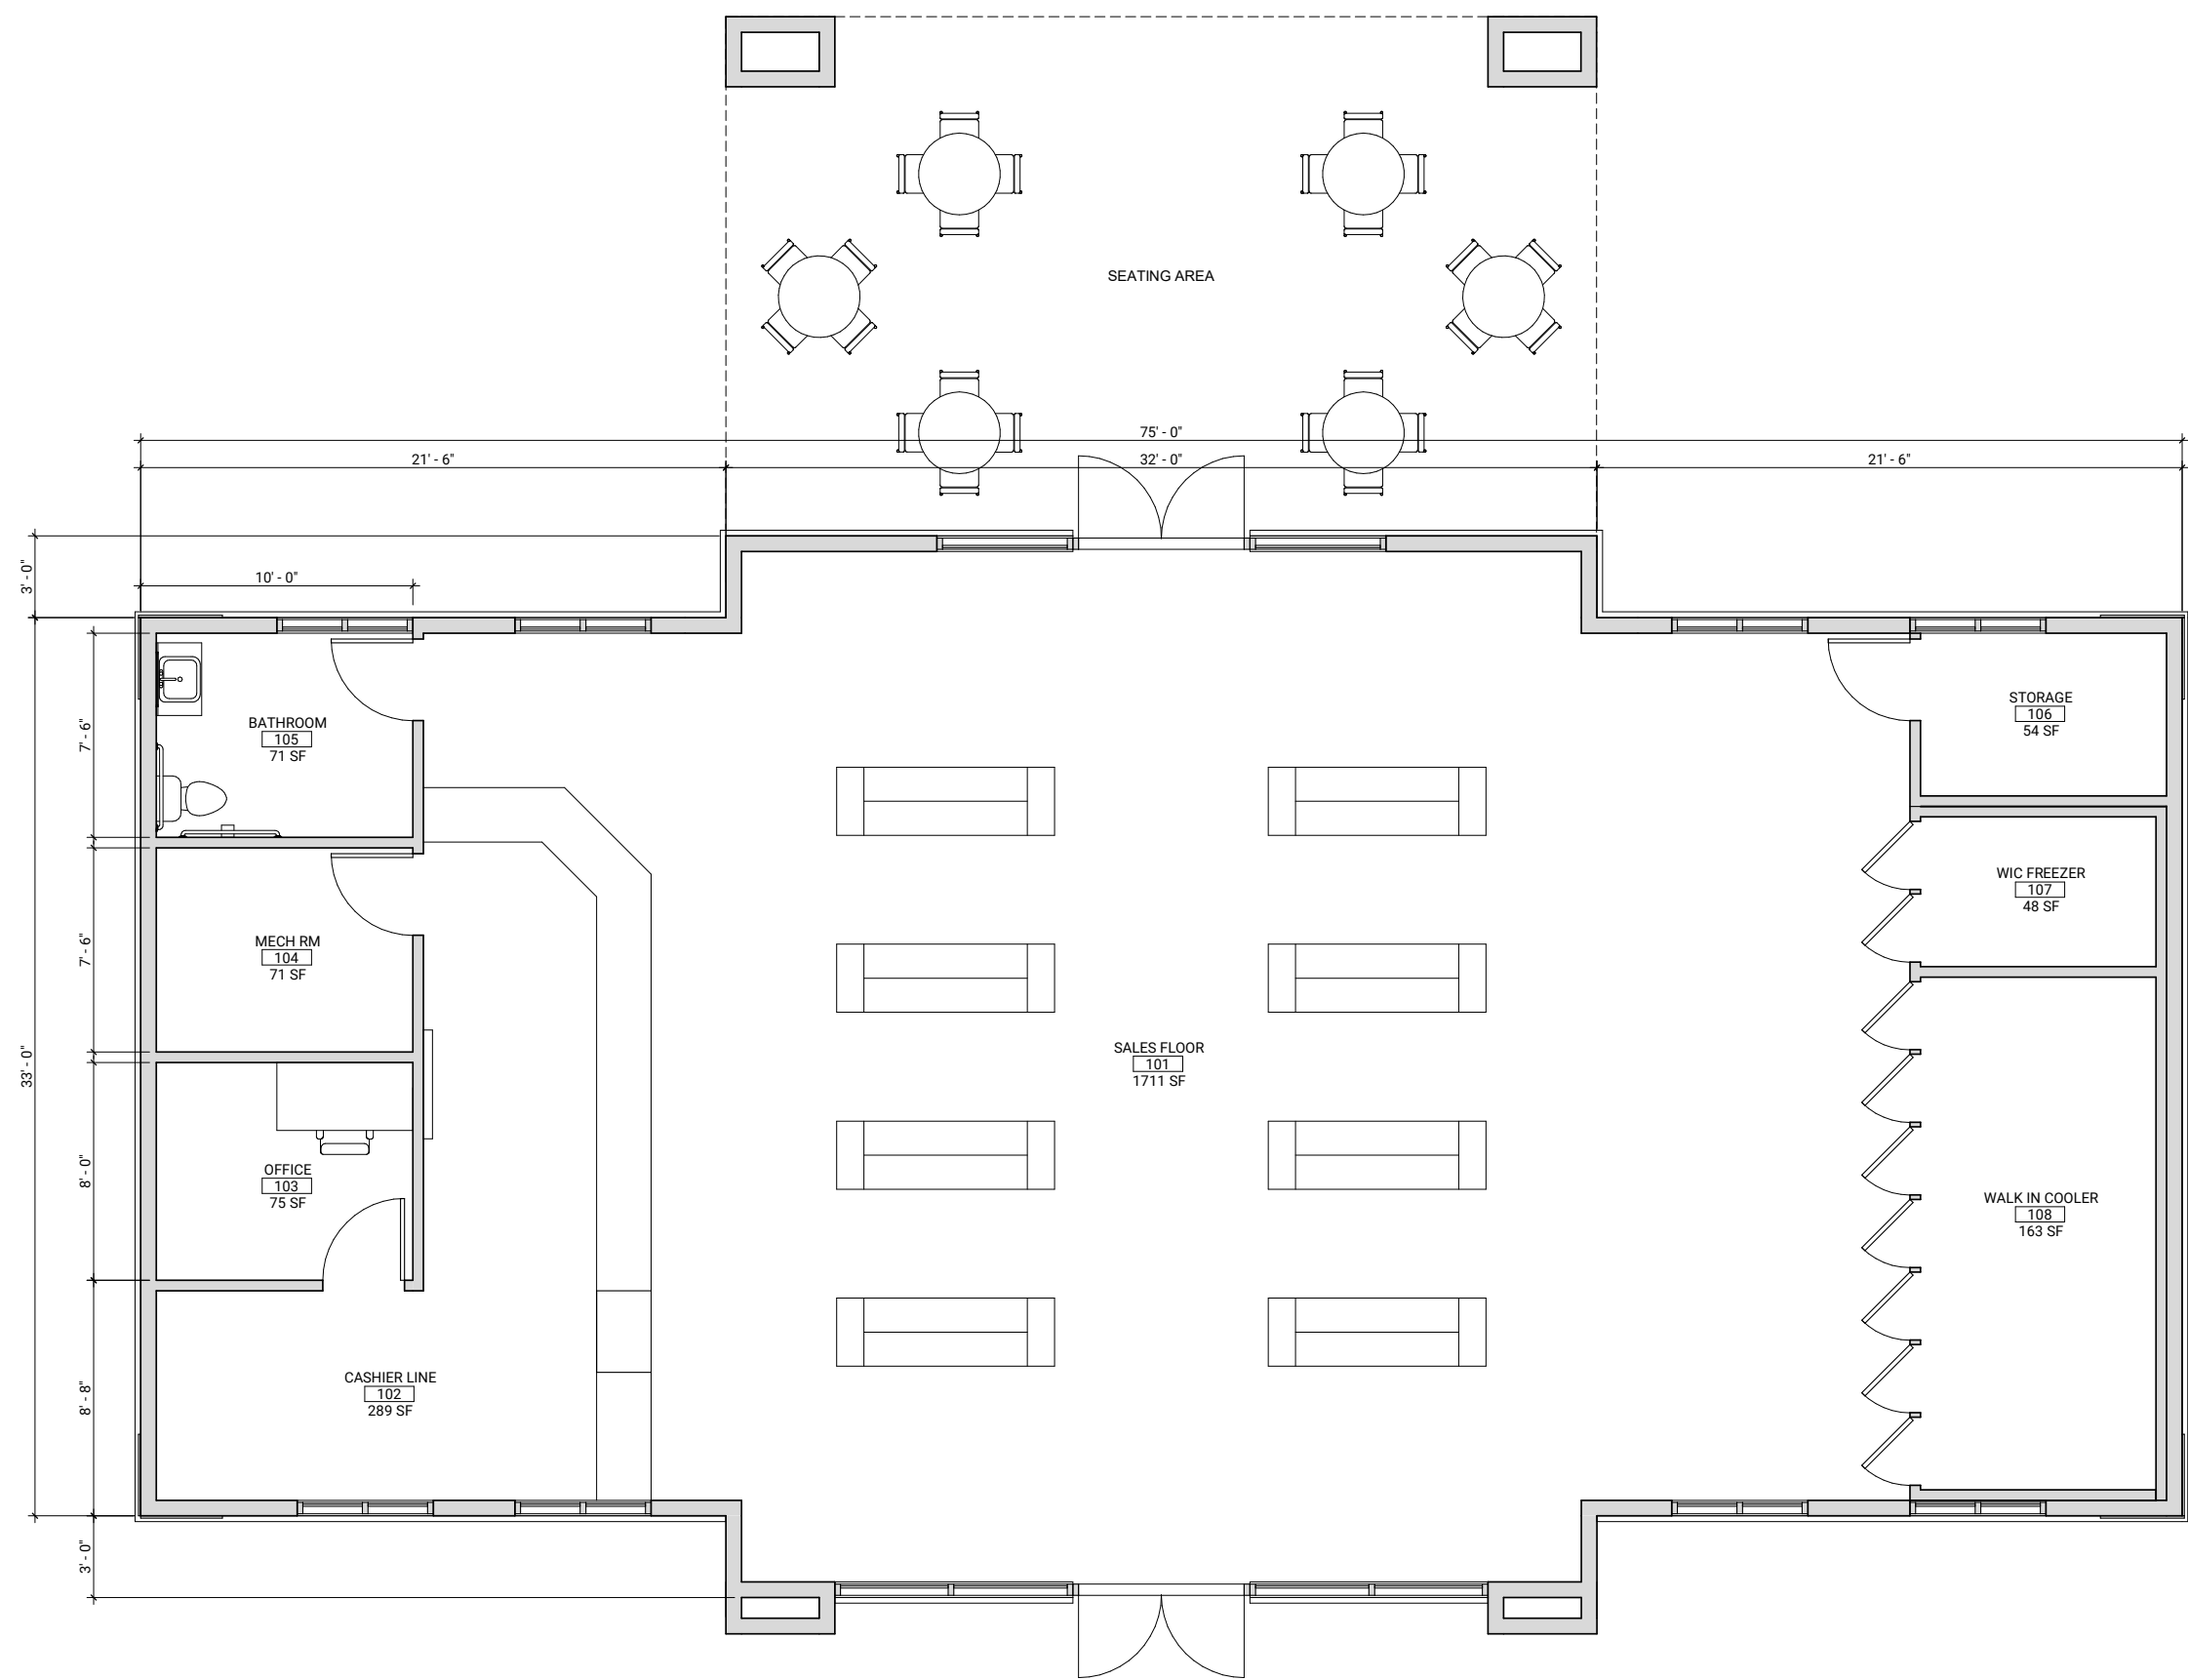 SEATING AREA
75' - 0"
21' - 6"
32' - 0"
21' - 6"
3' - 0"
10' - 0"
33' - 0"
7' - 6"
7' - 6"
8' - 0"
8' - 8"
3' - 0"
BATHROOM
105
71 SF
MECH RM
104
71 SF
OFFICE
103
75 SF
CASHIER LINE
102
289 SF
SALES FLOOR
101
1711 SF
STORAGE
106
54 SF
WIC FREEZER
107
48 SF
WALK IN COOLER
108
163 SF